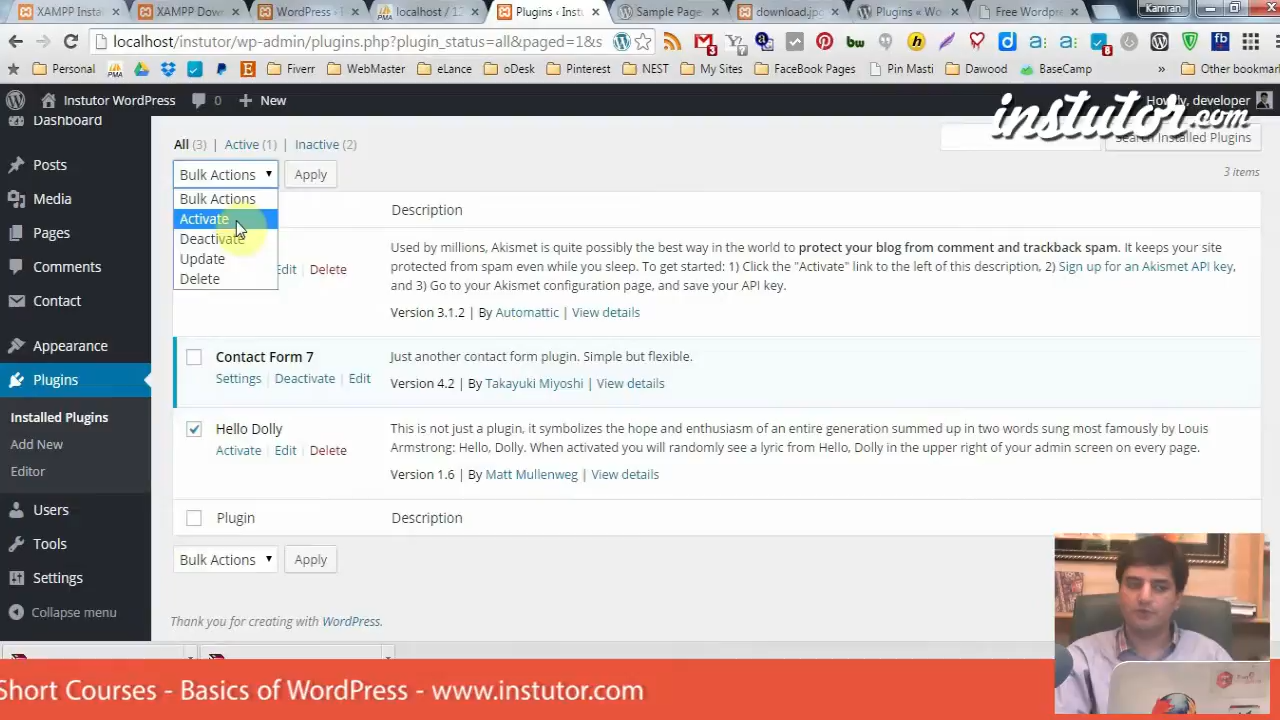 XAMPP Insta
XAMPP Dow
WordPress ›
localhost / 12
Plugins ‹ Inst
Sample Page
download.jp
Plugins « Wo
Free Wordpre
Kamran
localhost/instutor/wp-admin/plugins.php?plugin_status=all&paged=1&s
Personal
Fiverr
WebMaster
eLance
oDesk
Pinterest
NEST
My Sites
FaceBook Pages
Pin Masti
Dawood
BaseCamp
»
Other bookmar
Instutor WordPress
0
New
Howdy, developer
instutor.com
Dashboard
Posts
Media
Pages
Comments
Contact
Appearance
Plugins
Installed Plugins
Add New
Editor
Users
Tools
Settings
Collapse menu
All (3) | Active (1) | Inactive (2)
Search Installed Plugins
Bulk Actions
Apply
3 items
Bulk Actions
Activate
Deactivate
Update
Delete
Description
Edit | Delete
Used by millions, Akismet is quite possibly the best way in the world to protect your blog from comment and trackback spam. It keeps your site
protected from spam even while you sleep. To get started: 1) Click the "Activate" link to the left of this description, 2) Sign up for an Akismet API key,
and 3) Go to your Akismet configuration page, and save your API key.
Version 3.1.2 | By Automattic | View details
Contact Form 7
Settings | Deactivate | Edit
Just another contact form plugin. Simple but flexible.
Version 4.2 | By Takayuki Miyoshi | View details
Hello Dolly
Activate | Edit | Delete
This is not just a plugin, it symbolizes the hope and enthusiasm of an entire generation summed up in two words sung most famously by Louis
Armstrong: Hello, Dolly. When activated you will randomly see a lyric from Hello, Dolly in the upper right of your admin screen on every page.
Version 1.6 | By Matt Mullenweg | View details
Plugin
Description
Bulk Actions
Apply
Thank you for creating with WordPress.
Short Courses - Basics of WordPress - www.instutor.com